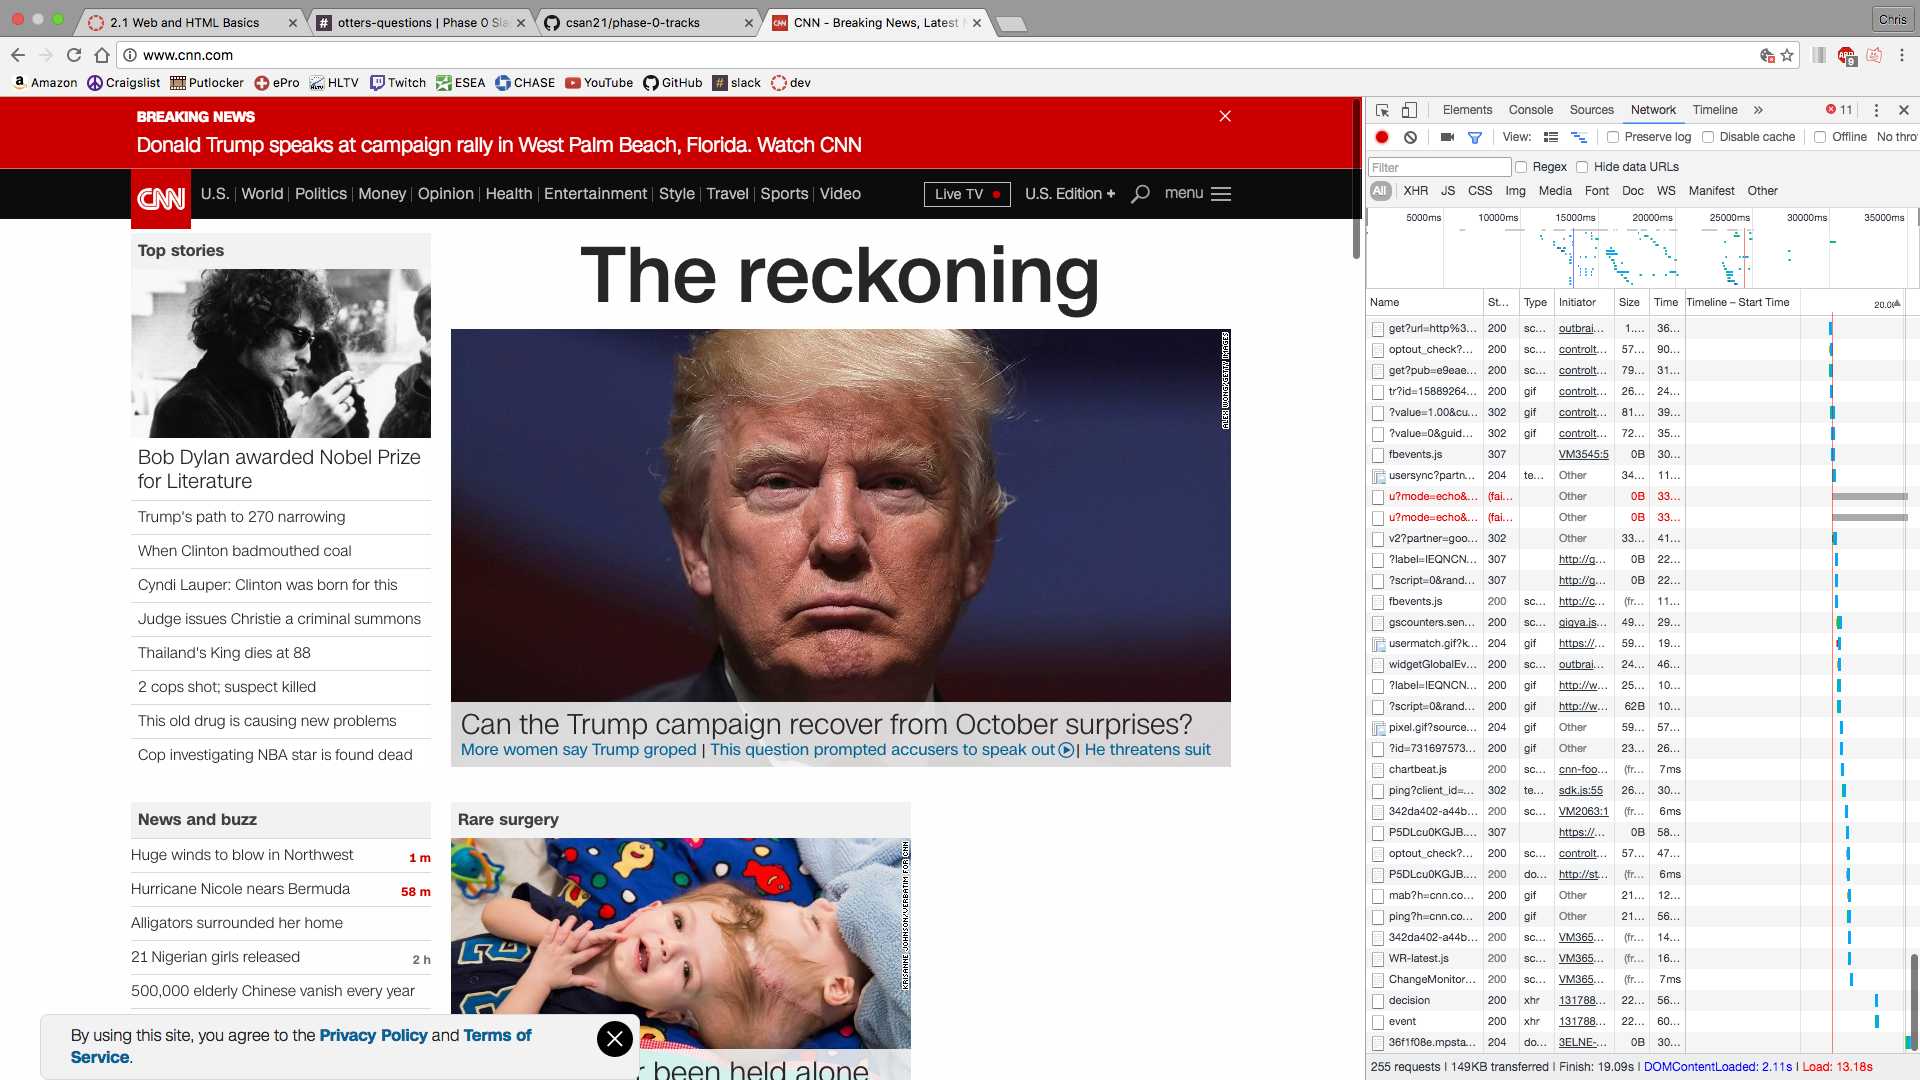 2.1 Web and HTML Basics
otters-questions | Phase 0 Sla
csan21/phase-0-tracks
CNN - Breaking News, Latest
Chris
www.cnn.com
Amazon Craigslist Putlocker ePro HLTV Twitch ESEA CHASE YouTube GitHub slack dev
BREAKING NEWS
Donald Trump speaks at campaign rally in West Palm Beach, Florida. Watch CNN
CNN U.S. World Politics Money Opinion Health Entertainment Style Travel Sports Video Live TV U.S. Edition + menu
Top stories
Bob Dylan awarded Nobel Prize
for Literature
Trump's path to 270 narrowing
When Clinton badmouthed coal
Cyndi Lauper: Clinton was born for this
Judge issues Christie a criminal summons
Thailand's King dies at 88
2 cops shot; suspect killed
This old drug is causing new problems
Cop investigating NBA star is found dead
The reckoning
ALEX WONG/GETTY IMAGES
Can the Trump campaign recover from October surprises?
More women say Trump groped | This question prompted accusers to speak out | He threatens suit
News and buzz
Huge winds to blow in Northwest 1 m
Hurricane Nicole nears Bermuda 58 m
Alligators surrounded her home
21 Nigerian girls released 2 h
500,000 elderly Chinese vanish every year
Rare surgery
KRISANNE JOHNSON/VERBATIM FOR CNN
been held alone
By using this site, you agree to the Privacy Policy and Terms of
Service.
Elements Console Sources Network Timeline » 11
View: Preserve log Disable cache Offline No thro
Filter Regex Hide data URLs
All XHR JS CSS Img Media Font Doc WS Manifest Other
5000ms 10000ms 15000ms 20000ms 25000ms 30000ms 35000ms
Name St... Type Initiator Size Time Timeline – Start Time
get?url=http%3... 200 sc... outbrai... 1.... 36...
optout_check?... 200 sc... controlt... 57... 90...
get?pub=e9eae... 200 sc... controlt... 79... 31...
tr?id=15889264... 200 gif controlt... 26... 24...
?value=1.00&cu... 302 gif controlt... 81... 39...
?value=0&guid... 302 gif controlt... 72... 35...
fbevents.js 307 VM3545:5 0B 30...
usersync?partn... 204 te... Other 34... 11...
u?mode=echo&... (fai... Other 0B 33...
u?mode=echo&... (fai... Other 0B 33...
v2?partner=goo... 302 Other 33... 41...
?label=IEQNCN... 307 http://g... 0B 22...
?script=0&rand... 307 http://g... 0B 22...
fbevents.js 200 sc... http://c... (fr... 11...
gscounters.sen... 200 sc... gigya.js... 49... 29...
usermatch.gif?k... 204 gif https://... 59... 19...
widgetGlobalEv... 200 sc... outbrai... 24... 46...
?label=IEQNCN... 200 gif http://w... 25... 10...
?script=0&rand... 200 gif http://w... 62B 10...
pixel.gif?source... 204 gif Other 59... 57...
?id=731697573... 200 gif Other 23... 26...
chartbeat.js 200 sc... cnn-foo... (fr... 7ms
ping?client_id=... 302 te... sdk.js:55 26... 30...
342da402-a44b... 200 sc... VM2063:1 (fr... 6ms
P5DLcu0KGJB.... 307 https://... 0B 58...
optout_check?... 200 sc... controlt... 57... 47...
P5DLcu0KGJB.... 200 do... http://st... (fr... 6ms
mab?h=cnn.co... 200 gif Other 21... 12...
ping?h=cnn.co... 200 gif Other 21... 56...
342da402-a44b... 200 sc... VM365... (fr... 14...
WR-latest.js 200 sc... VM365... (fr... 16...
ChangeMonitor... 200 sc... VM365... (fr... 7ms
decision 200 xhr 131788... 22... 56...
event 200 xhr 131788... 22... 60...
36f1f08e.mpsta... 204 do... 3ELNE-... 0B 30...
255 requests | 149KB transferred | Finish: 19.09s | DOMContentLoaded: 2.11s | Load: 13.18s